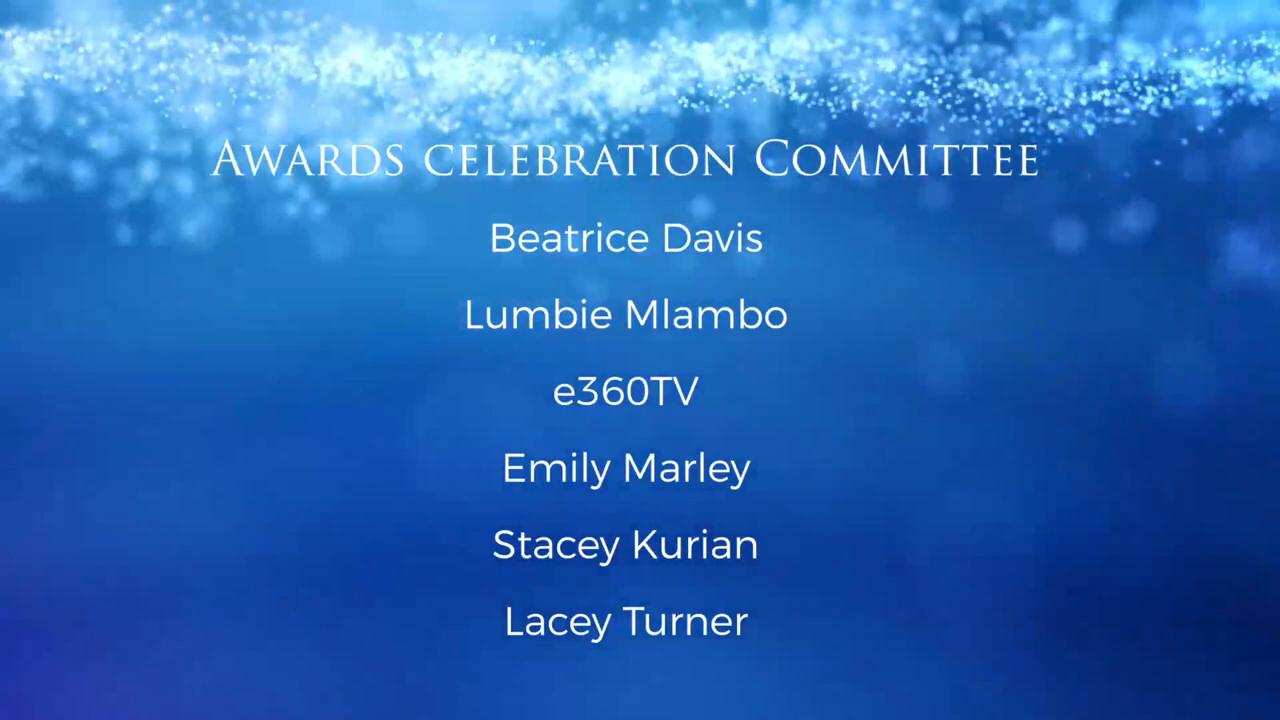 Awards celebration Committee
Beatrice Davis
Lumbie Mlambo
e360TV
Emily Marley
Stacey Kurian
Lacey Turner